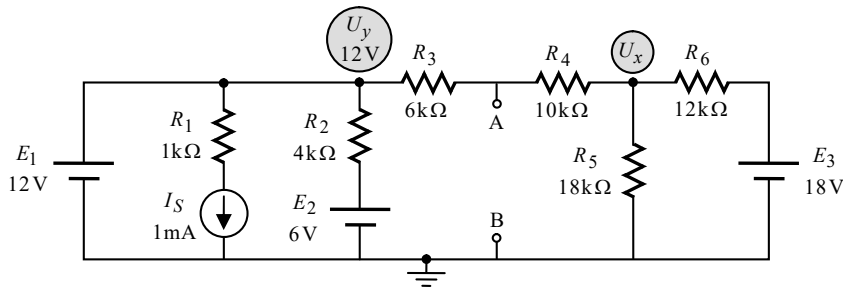 U_y
12V
U_x
R_3
6kΩ
A
R_4
10kΩ
R_6
12kΩ
R_1
1kΩ
R_2
4kΩ
E_1
12V
R_5
18kΩ
E_3
18V
I_S
1mA
E_2
6V
B